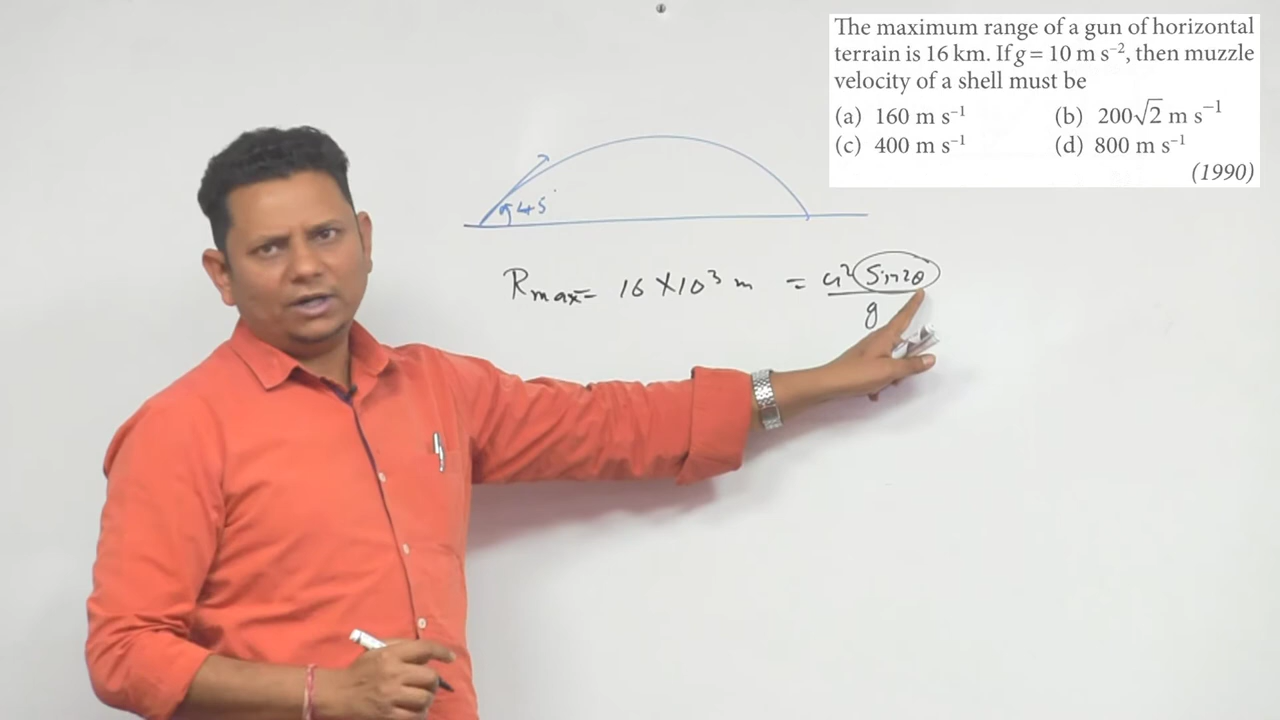 The maximum range of a gun of horizontal
terrain is 16 km. If g = 10 m s⁻², then muzzle
velocity of a shell must be
(a) 160 m s⁻¹ (b) 200√2 m s⁻¹
(c) 400 m s⁻¹ (d) 800 m s⁻¹
(1990)
45°
Rmax = 16 × 10³ m = u² Sin2θ / g